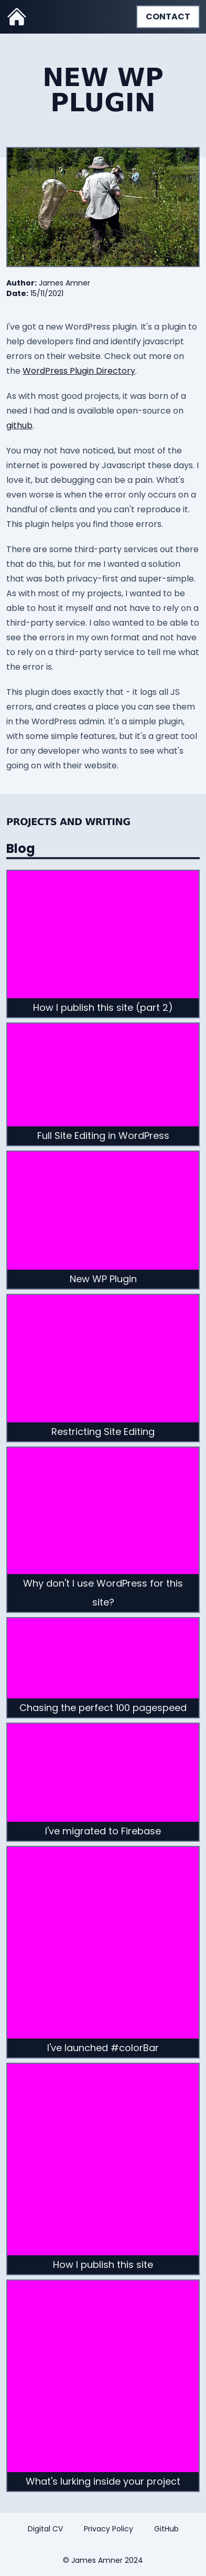 CONTACT
NEW WP
PLUGIN
Author: James Amner
Date: 15/11/2021
I've got a new WordPress plugin. It's a plugin to
help developers find and identify javascript
errors on their website. Check out more on
the WordPress Plugin Directory.
As with most good projects, it was born of a
need I had and is available open-source on
github.
You may not have noticed, but most of the
internet is powered by Javascript these days. I
love it, but debugging can be a pain. What's
even worse is when the error only occurs on a
handful of clients and you can't reproduce it.
This plugin helps you find those errors.
There are some third-party services out there
that do this, but for me I wanted a solution
that was both privacy-first and super-simple.
As with most of my projects, I wanted to be
able to host it myself and not have to rely on a
third-party service. I also wanted to be able to
see the errors in my own format and not have
to rely on a third-party service to tell me what
the error is.
This plugin does exactly that - it logs all JS
errors, and creates a place you can see them
in the WordPress admin. It's a simple plugin,
with some simple features, but it's a great tool
for any developer who wants to see what's
going on with their website.
PROJECTS AND WRITING
Blog
How I publish this site (part 2)
Full Site Editing in WordPress
New WP Plugin
Restricting Site Editing
Why don't I use WordPress for this
site?
Chasing the perfect 100 pagespeed
I've migrated to Firebase
I've launched #colorBar
How I publish this site
What's lurking inside your project
Digital CV Privacy Policy GitHub
© James Amner 2024